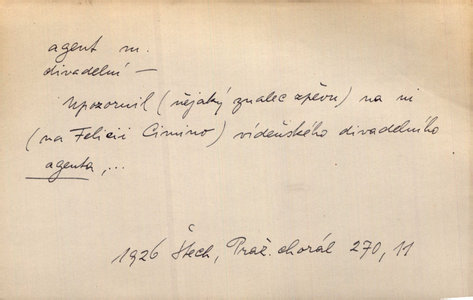 agent m.
divadelní —
Upozornil (nějaký znalec zpěvu) na ni
(na Felicii Cimino) vídeňského divadelního
agenta,...
1926 Štech, Praž. chorál 270, 11